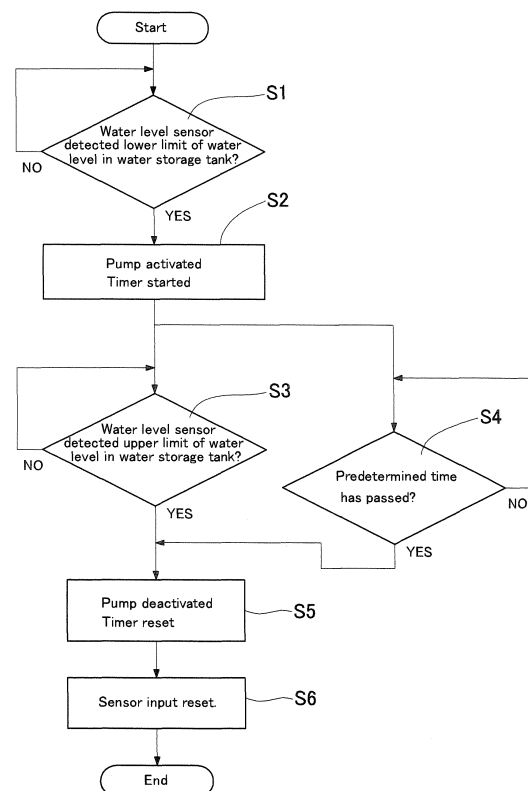 Start
S1
Water level sensor
detected lower limit of water
level in water storage tank?
NO
YES
S2
Pump activated
Timer started
S3
Water level sensor
detected upper limit of water
level in water storage tank?
NO
YES
S4
Predetermined time
has passed?
NO
YES
Pump deactivated
Timer reset
S5
Sensor input reset.
S6
End